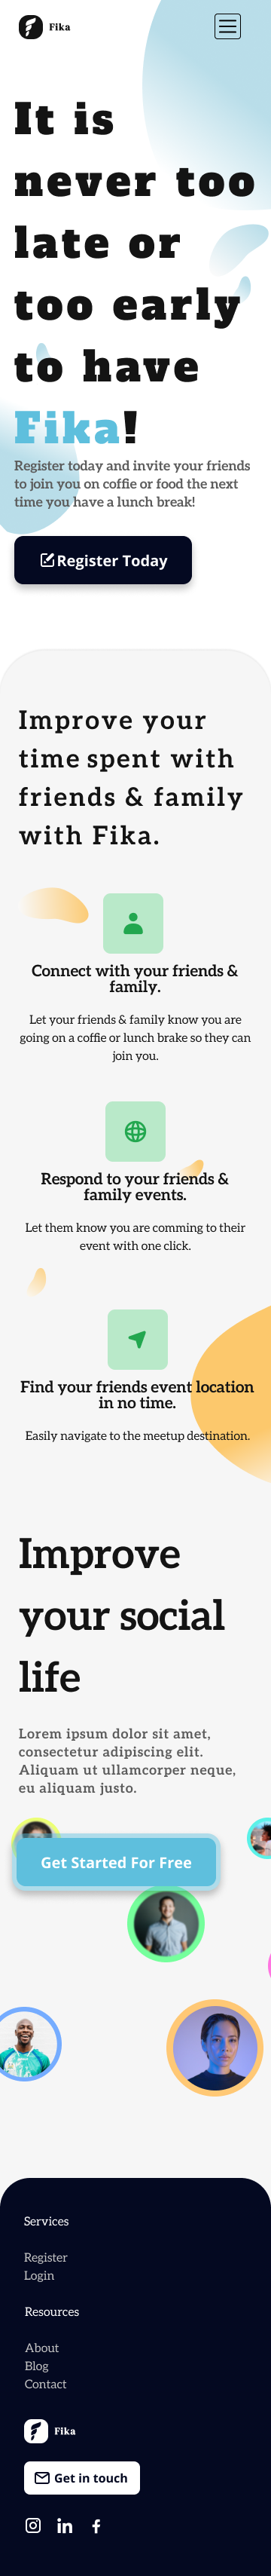 Fika
It is
never too
late or
too early
to have
Fika!
Register today and invite your friends
to join you on coffie or food the next
time you have a lunch break!
Register Today
Improve your
time spent with
friends & family
with Fika.
Connect with your friends &
family.
Let your friends & family know you are
going on a coffie or lunch brake so they can
join you.
Respond to your friends &
family events.
Let them know you are comming to their
event with one click.
Find your friends event location
in no time.
Easily navigate to the meetup destination.
Improve
your social
life
Lorem ipsum dolor sit amet,
consectetur adipiscing elit.
Aliquam ut ullamcorper neque,
eu aliquam justo.
Get Started For Free
Services
Register
Login
Resources
About
Blog
Contact
Fika
Get in touch